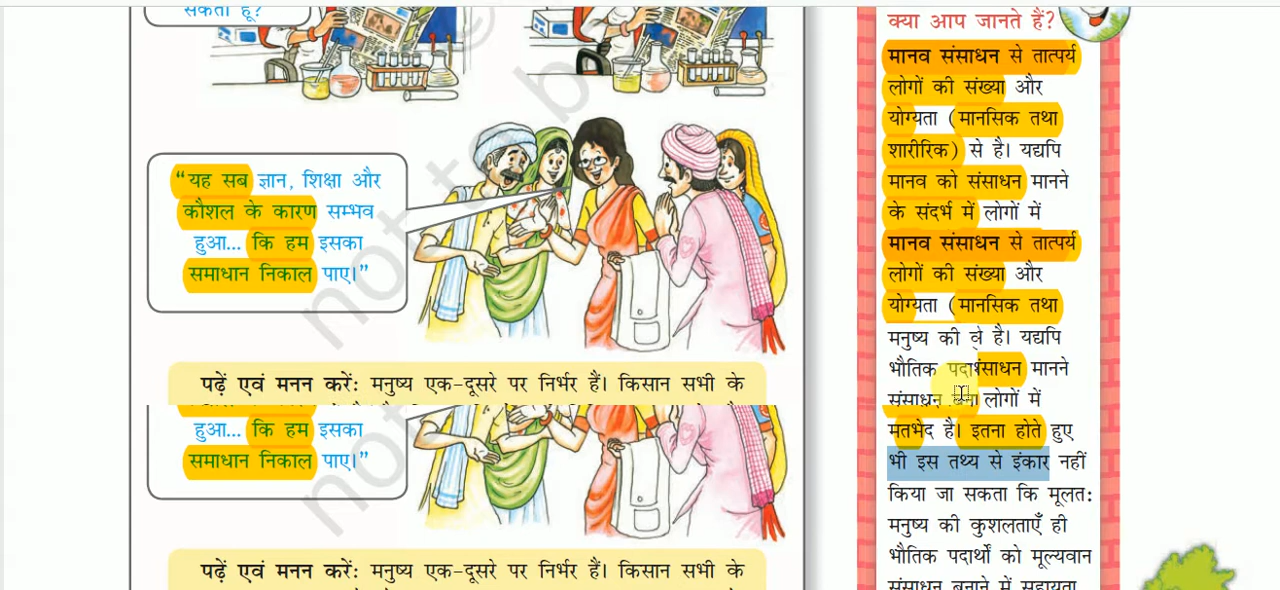 सकता हूँ?
“यह सब ज्ञान, शिक्षा और
कौशल के कारण सम्भव
हुआ... कि हम इसका
समाधान निकाल पाए।”
पढ़ें एवं मनन करें: मनुष्य एक-दूसरे पर निर्भर हैं। किसान सभी के
हुआ... कि हम इसका
समाधान निकाल पाए।”
पढ़ें एवं मनन करें: मनुष्य एक-दूसरे पर निर्भर हैं। किसान सभी के
क्या आप जानते हैं?
मानव संसाधन से तात्पर्य
लोगों की संख्या और
योग्यता (मानसिक तथा
शारीरिक) से है। यद्यपि
मानव को संसाधन मानने
के संदर्भ में लोगों में
मानव संसाधन से तात्पर्य
लोगों की संख्या और
योग्यता (मानसिक तथा
मनुष्य की है। यद्यपि
भौतिक मानने
संसाधन लोगों में
मतभेद है। इतना होते हुए
भी इस तथ्य से इंकार नहीं
किया जा सकता कि मूलत:
मनुष्य की कुशलताएँ ही
भौतिक पदार्थों को मूल्यवान
संसाधन बनाने में सहायता